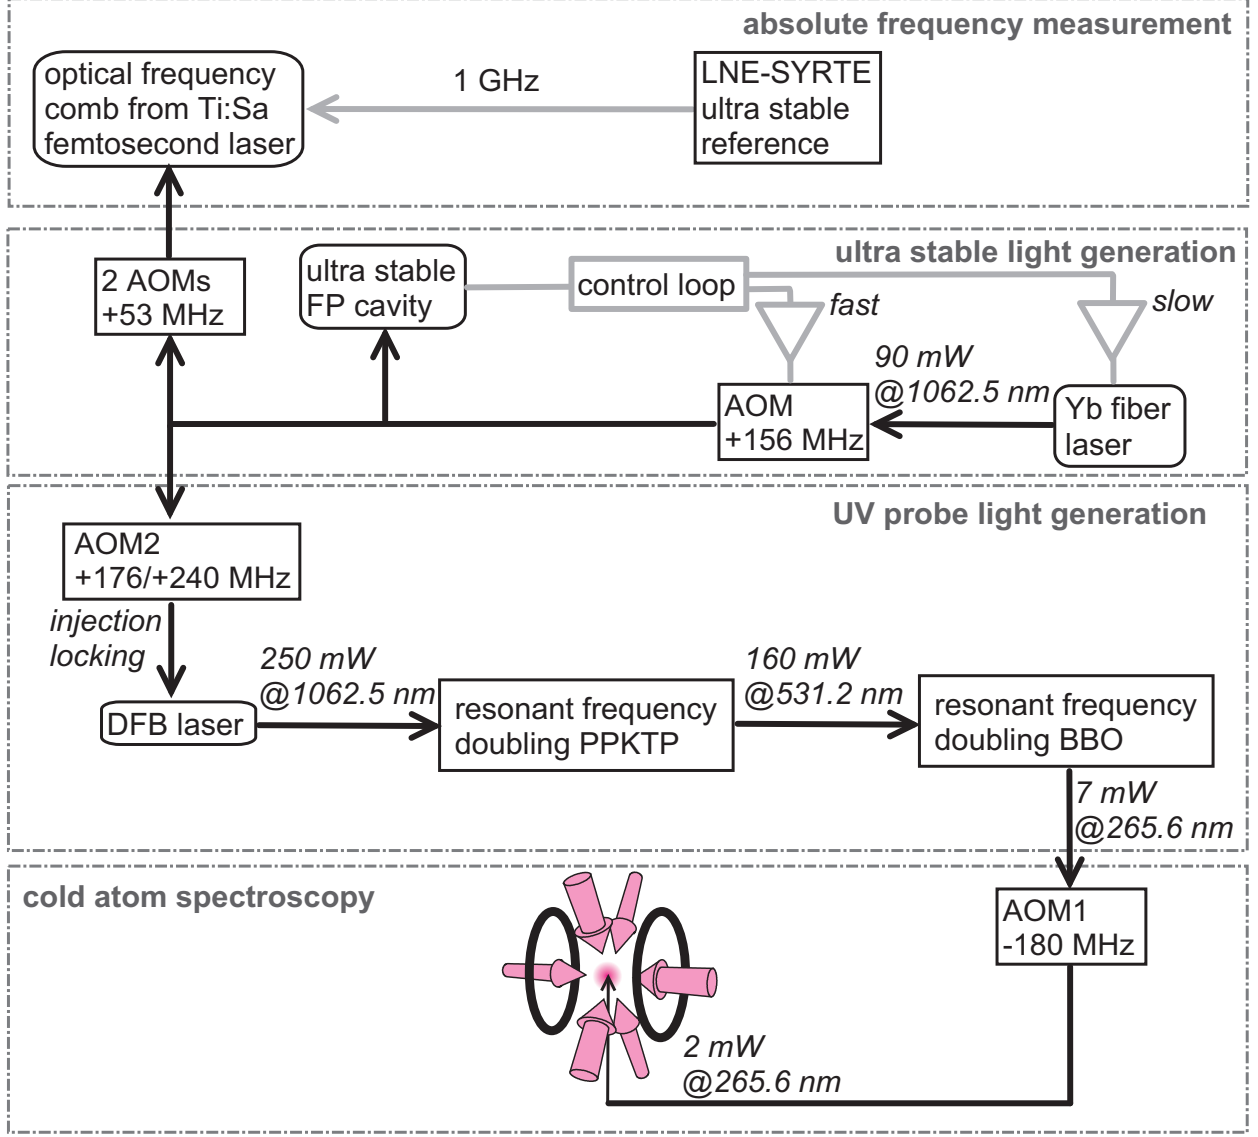 absolute frequency measurement
optical frequency
comb from Ti:Sa
femtosecond laser
1 GHz
LNE-SYRTE
ultra stable
reference
ultra stable light generation
2 AOMs
+53 MHz
ultra stable
FP cavity
control loop
fast
slow
90 mW
@1062.5 nm
AOM
+156 MHz
Yb fiber
laser
UV probe light generation
AOM2
+176/+240 MHz
injection
locking
DFB laser
250 mW
@1062.5 nm
resonant frequency
doubling PPKTP
160 mW
@531.2 nm
resonant frequency
doubling BBO
7 mW
@265.6 nm
cold atom spectroscopy
AOM1
-180 MHz
2 mW
@265.6 nm